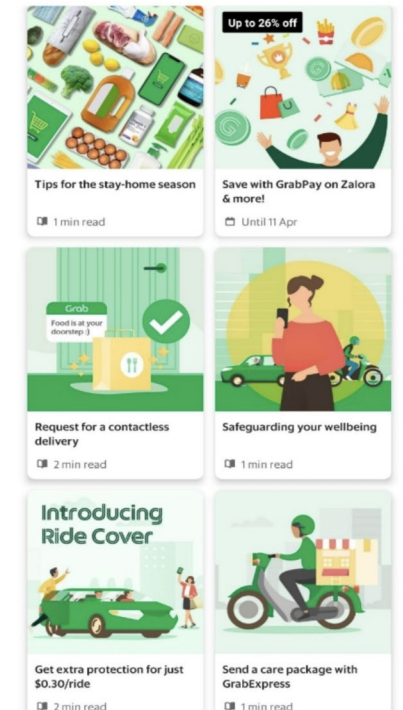 Up to 26% off
Tips for the stay-home season
1 min read
Save with GrabPay on Zalora
& more!
Until 11 Apr
Grab
Food is at your
doorstep :)
Request for a contactless
delivery
2 min read
Safeguarding your wellbeing
1 min read
Introducing
Ride Cover
Get extra protection for just
$0.30/ride
2 min read
Send a care package with
GrabExpress
1 min read